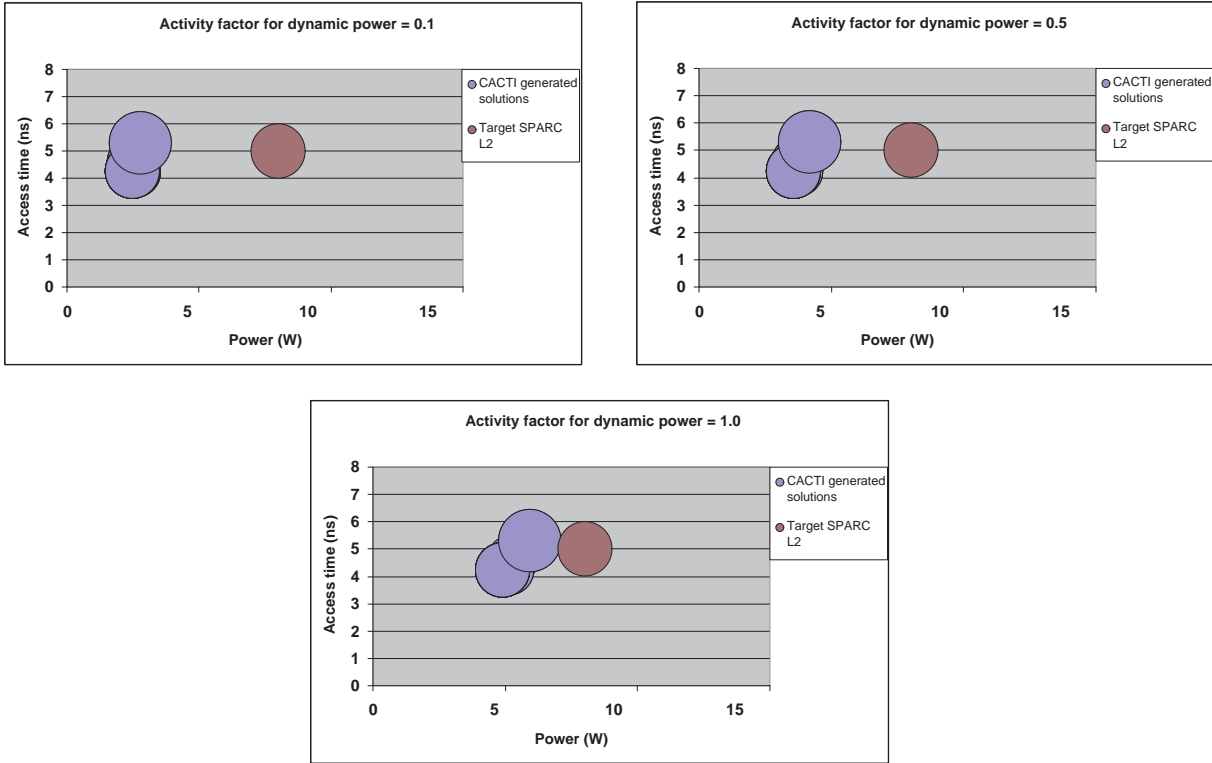 Activity factor for dynamic power = 0.1
8
7
6
5
4
3
2
1
0
Access time (ns)
0
5
10
15
Power (W)
CACTI generated
solutions
Target SPARC
L2
Activity factor for dynamic power = 0.5
8
7
6
5
4
3
2
1
0
Access time (ns)
0
5
10
15
Power (W)
CACTI generated
solutions
Target SPARC
L2
Activity factor for dynamic power = 1.0
8
7
6
5
4
3
2
1
0
Access time (ns)
0
5
10
15
Power (W)
CACTI generated
solutions
Target SPARC
L2